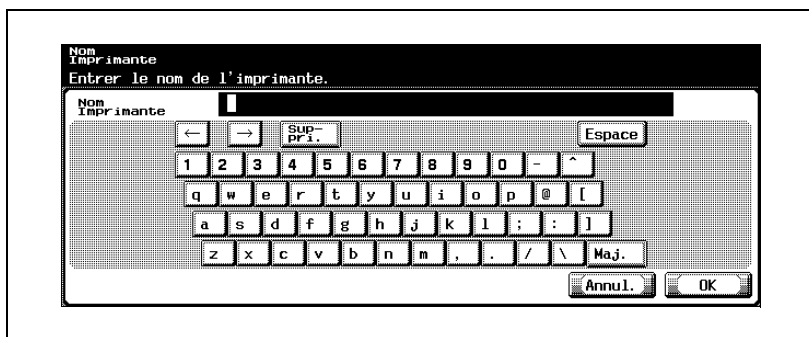 Nom
Imprimante
Entrer le nom de l'imprimante.
Nom
Imprimante
← → Sup-
pri. Espace
1 2 3 4 5 6 7 8 9 0 - ^
q w e r t y u i o p @ [
a s d f g h j k l ; : ]
z x c v b n m , . / \ Maj.
Annul. OK